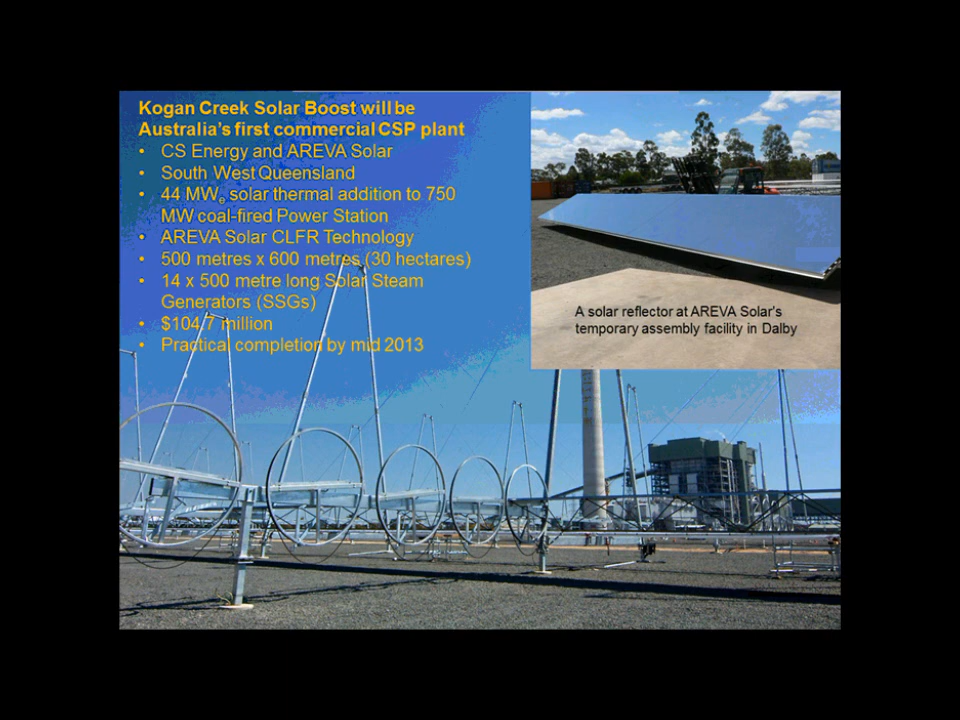 Kogan Creek Solar Boost will be
Australia's first commercial CSP plant
• CS Energy and AREVA Solar
• South West Queensland
• 44 MWe solar thermal addition to 750
MW coal-fired Power Station
• AREVA Solar CLFR Technology
• 500 metres x 600 metres (30 hectares)
• 14 x 500 metre long Solar Steam
Generators (SSGs)
• $104.7 million
• Practical completion by mid 2013
A solar reflector at AREVA Solar's
temporary assembly facility in Dalby